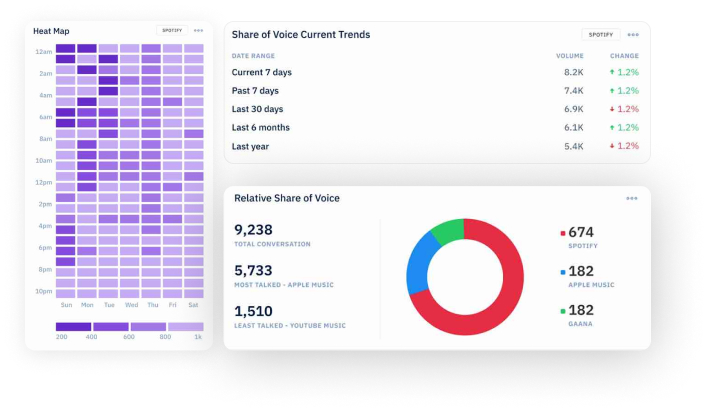 Heat Map
SPOTIFY
12am
2am
4am
6am
8am
10am
12pm
2pm
4pm
6pm
8pm
10pm
Sun Mon Tue Wed Thu Fri Sat
200 400 600 800 1k
Share of Voice Current Trends
SPOTIFY
DATE RANGE VOLUME CHANGE
Current 7 days 8.2K 1.2%
Past 7 days 7.4K 1.2%
Last 30 days 6.9K 1.2%
Last 6 months 6.1K 1.2%
Last year 5.4K 1.2%
Relative Share of Voice
9,238
TOTAL CONVERSATION
5,733
MOST TALKED - APPLE MUSIC
1,510
LEAST TALKED - YOUTUBE MUSIC
674
SPOTIFY
182
APPLE MUSIC
182
GAANA